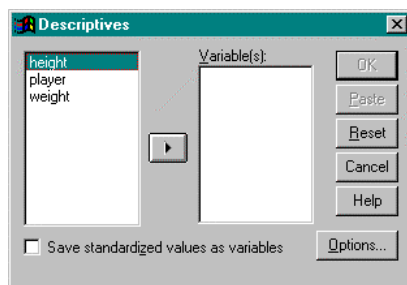 Descriptives
height
player
weight
Variable(s):
OK
Paste
Reset
Cancel
Help
Save standardized values as variables
Options...